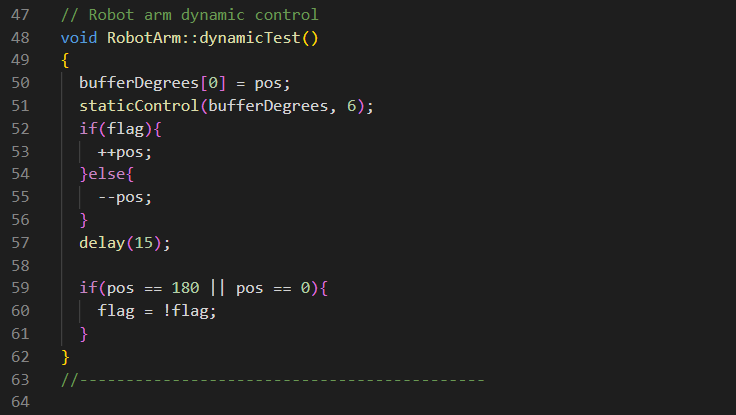 47 // Robot arm dynamic control
48 void RobotArm::dynamicTest()
49 {
50   bufferDegrees[0] = pos;
51   staticControl(bufferDegrees, 6);
52   if(flag){
53     ++pos;
54   }else{
55     --pos;
56   }
57   delay(15);
58
59   if(pos == 180 || pos == 0){
60     flag = !flag;
61   }
62 }
63 //--------------------------------------------
64